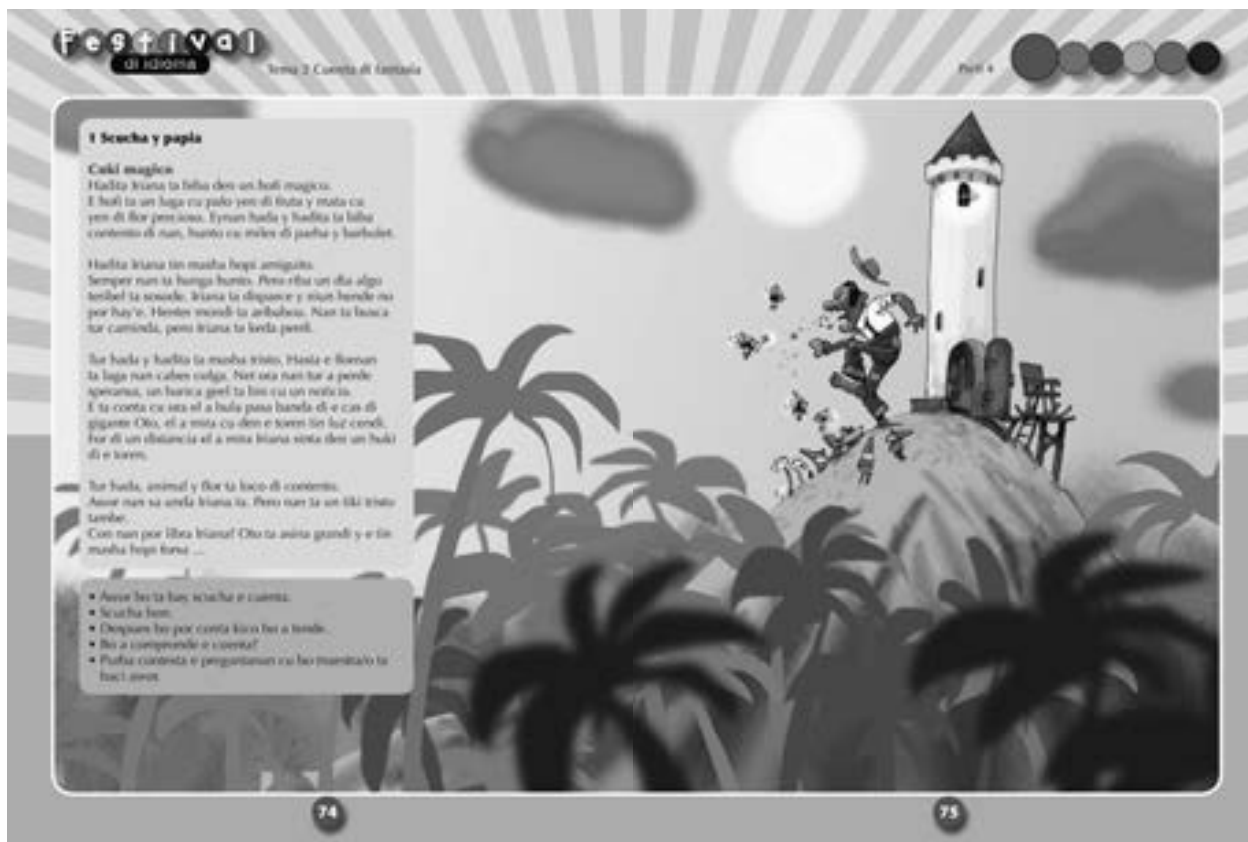 Festival
di idioma
Tema 3 Cuenta di fantasia
Parti 4
1 Scucha y papia
Cuki magico
Hadita Iriana ta biba den un hofi magico.
E hofi ta un luga cu palo yen di fruta y mata cu
yen di flor precioso. Eynan hada y hadita ta biba
contento di nan, hunto cu miles di parha y barbulet.
Hadita Iriana tin masha hopi amiguito.
Semper nan ta hunga hunto. Pero riba un dia algo
teribel ta sosode. Iriana ta disparce y niun hende no
por hay'e. Henter mondi ta aribabou. Nan ta busca
tur caminda, pero Iriana ta keda perdi.
Tur hada y hadita ta masha tristo. Hasta e flornan
ta laga nan cabes colga. Net ora nan tur a perde
speransa, un barica geel ta bin cu un noticia.
E ta conta cu ora el a bula pasa banda di e cas di
gigante Oto, el a mira cu den e toren tin luz cendi.
For di un distancia el a mira Iriana sinta den un huki
di e toren.
Tur hada, animal y flor ta loco di contento.
Awor nan sa unda Iriana ta. Pero nan ta un tiki tristo
tambe.
Con nan por libra Iriana? Oto ta asina grandi y e tin
masha hopi forsa ...
• Awor bo ta bay scucha e cuenta.
• Scucha bon.
• Despues bo por conta kico bo a tende.
• Bo a comprende e cuenta?
• Purba contesta e preguntanan cu bo maestra/o ta
haci awor.
74
75